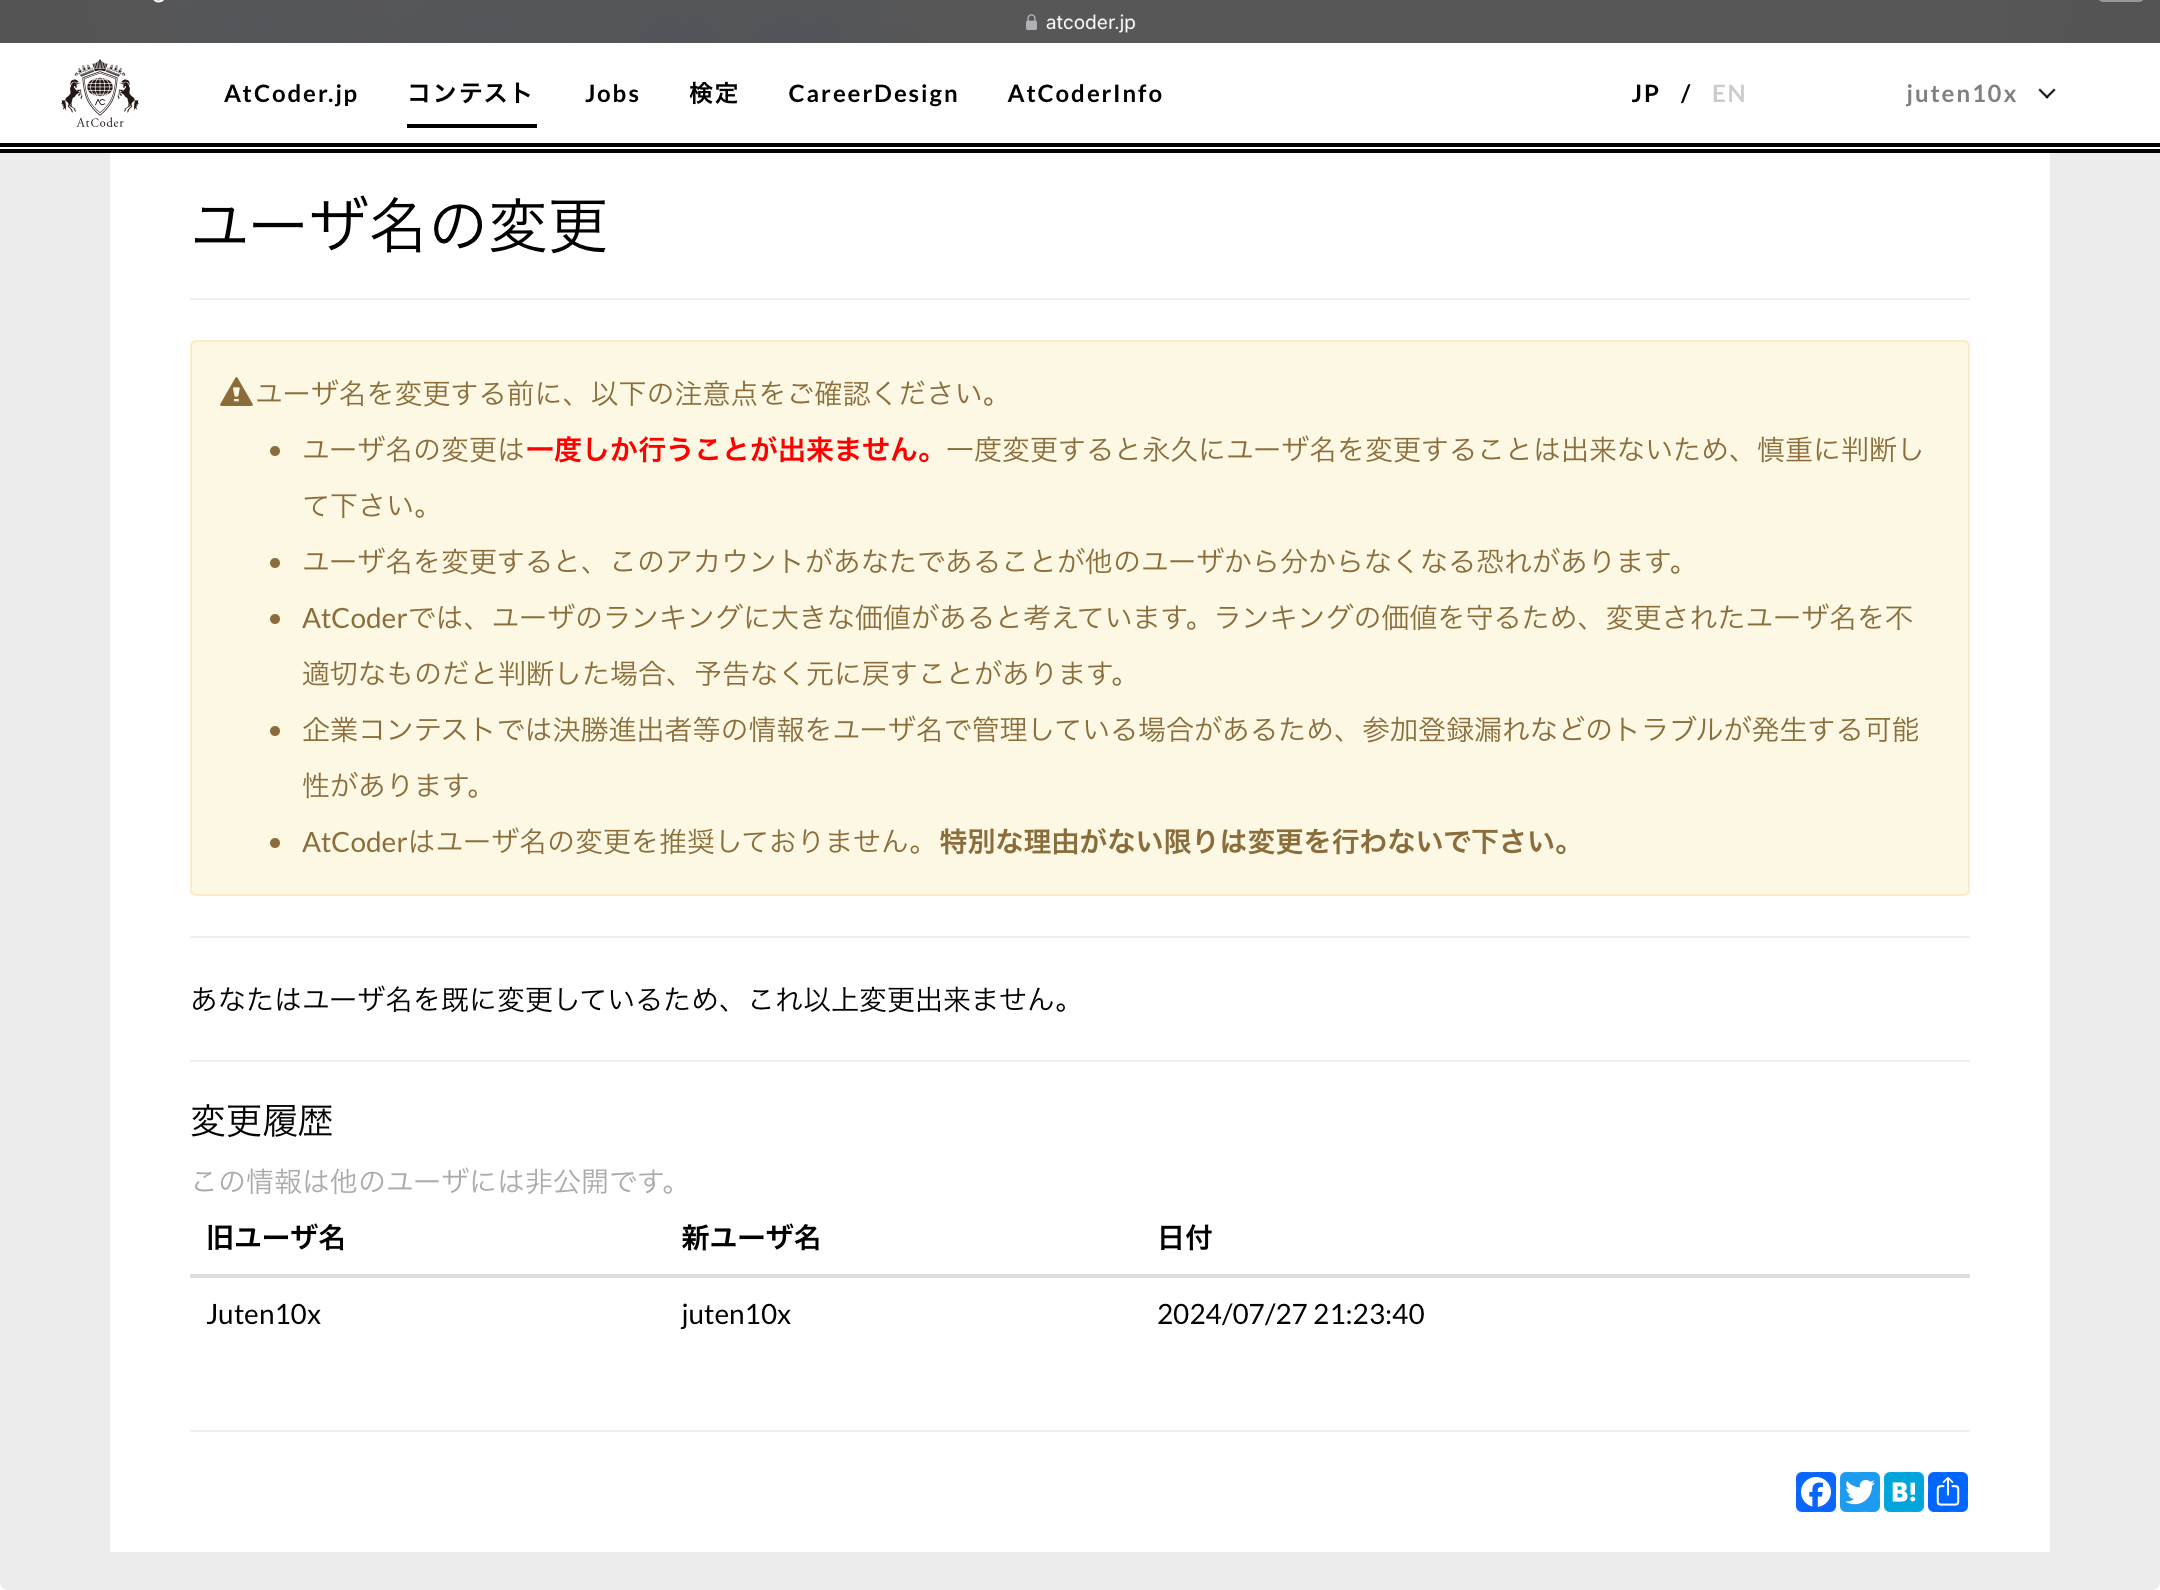 atcoder.jp
AtCoder
AtCoder.jp コンテスト Jobs 検定 CareerDesign AtCoderInfo JP / EN juten10x
ユーザ名の変更
ユーザ名を変更する前に、以下の注意点をご確認ください。
• ユーザ名の変更は一度しか行うことが出来ません。一度変更すると永久にユーザ名を変更することは出来ないため、慎重に判断し
て下さい。
• ユーザ名を変更すると、このアカウントがあなたであることが他のユーザから分からなくなる恐れがあります。
• AtCoderでは、ユーザのランキングに大きな価値があると考えています。ランキングの価値を守るため、変更されたユーザ名を不
適切なものだと判断した場合、予告なく元に戻すことがあります。
• 企業コンテストでは決勝進出者等の情報をユーザ名で管理している場合があるため、参加登録漏れなどのトラブルが発生する可能
性があります。
• AtCoderはユーザ名の変更を推奨しておりません。特別な理由がない限りは変更を行わないで下さい。
あなたはユーザ名を既に変更しているため、これ以上変更出来ません。
変更履歴
この情報は他のユーザには非公開です。
旧ユーザ名 新ユーザ名 日付
Juten10x juten10x 2024/07/27 21:23:40
B!